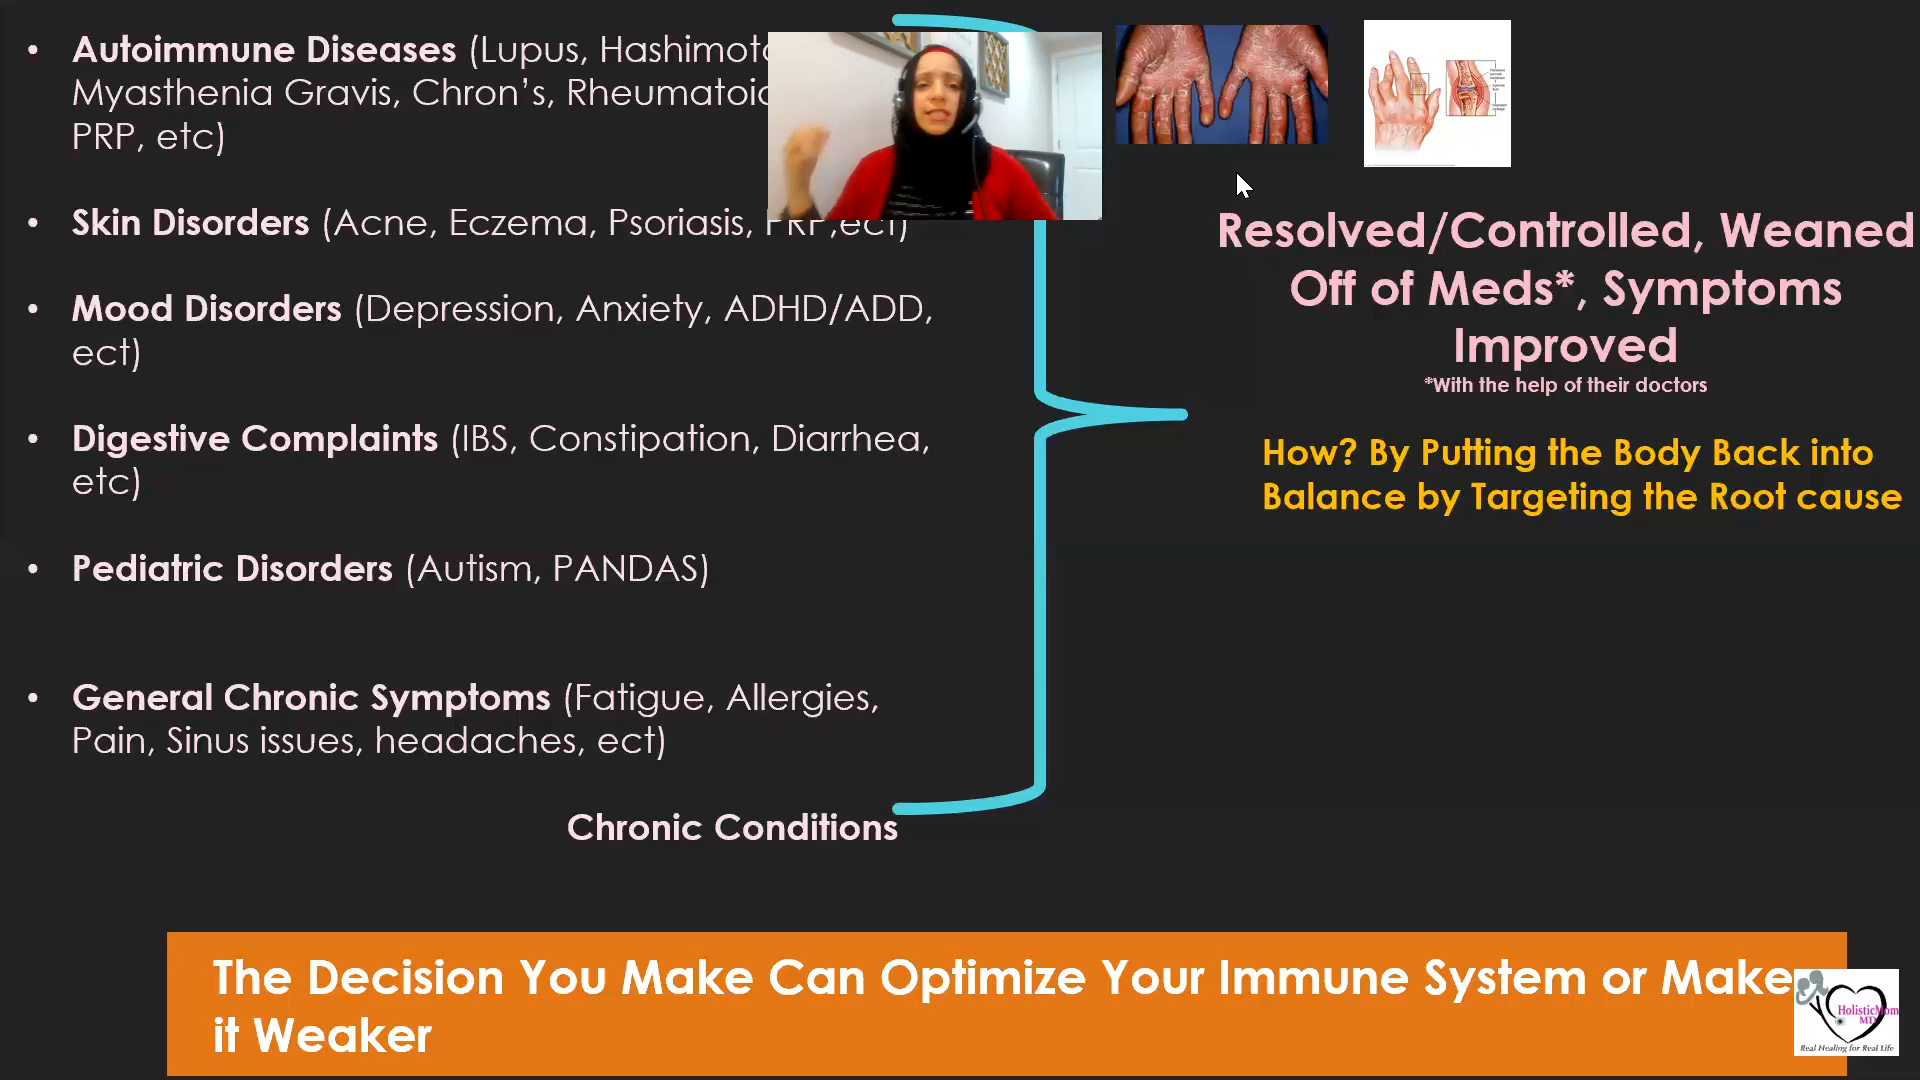 Autoimmune Diseases (Lupus,
Myasthenia Gravis, Chron’s,
PRP, etc)
Skin Disorders (Acne, Eczema, Psoriasis, PRP,ect)
Mood Disorders (Depression, Anxiety, ADHD/ADD,
ect)
Digestive Complaints (IBS, Constipation, Diarrhea,
etc)
Pediatric Disorders (Autism, PANDAS)
General Chronic Symptoms (Fatigue, Allergies,
Pain, Sinus issues, headaches, ect)
Chronic Conditions
Resolved/Controlled, Weaned
Off of Meds*, Symptoms
Improved
*With the help of their doctors
How? By Putting the Body Back into
Balance by Targeting the Root cause
The Decision You Make Can Optimize Your Immune System or Make
it Weaker
HolisticMom
MD
Real Healing for Real Life